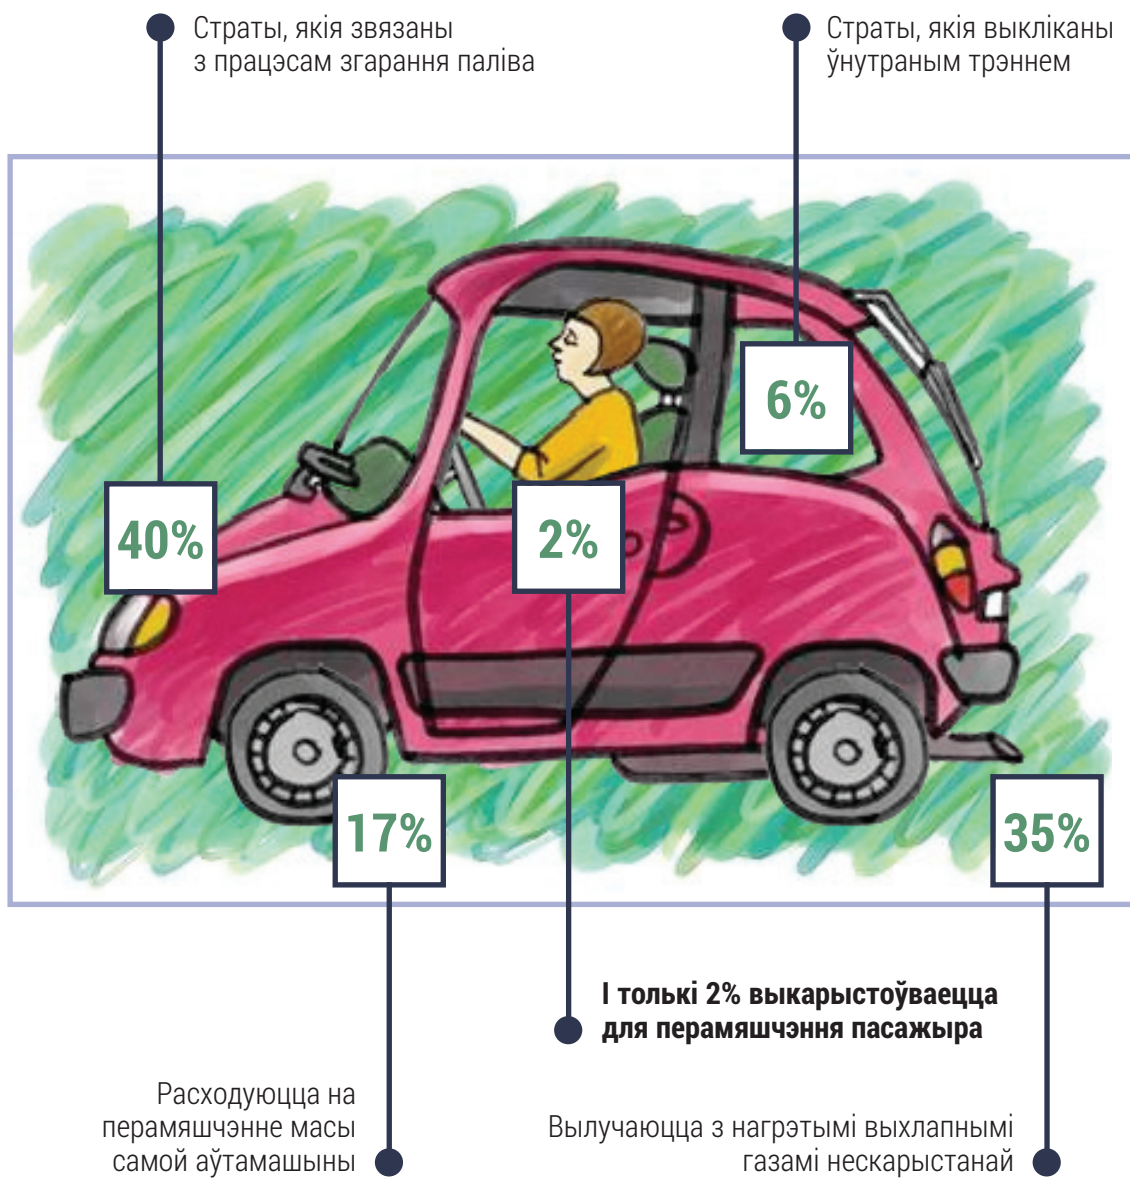 Страты, якія звязаны
з працэсам згарання паліва
Страты, якія выкліканы
ўнутраным трэннем
6%
40%
2%
17%
35%
І толькі 2% выкарыстоўваецца
для перамяшчэння пасажыра
Расходуюцца на
перамяшчэнне масы
самой аўтамашыны
Вылучаюцца з нагрэтымі выхлапнымі
газамі нескарыстанай